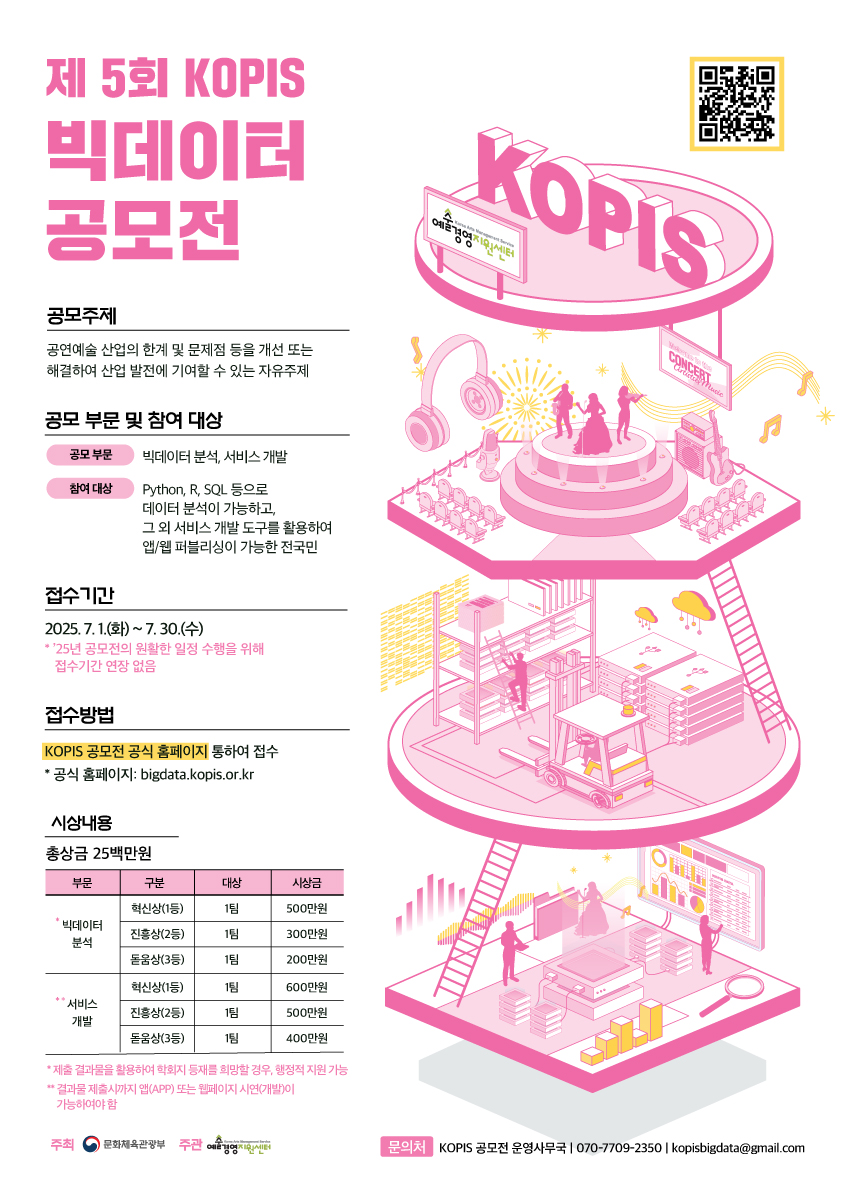 제 5회 KOPIS
빅데이터
공모전
KOPIS
Korea Arts Management Service
예술경영지원센터
CONCERT
공모주제
공연예술 산업의 한계 및 문제점 등을 개선 또는
해결하여 산업 발전에 기여할 수 있는 자유주제
공모 부문 및 참여 대상
공모 부문 빅데이터 분석, 서비스 개발
참여 대상 Python, R, SQL 등으로
데이터 분석이 가능하고,
그 외 서비스 개발 도구를 활용하여
앱/웹 퍼블리싱이 가능한 전국민
접수기간
2025. 7. 1.(화) ~ 7. 30.(수)
* '25년 공모전의 원활한 일정 수행을 위해
접수기간 연장 없음
접수방법
KOPIS 공모전 공식 홈페이지 통하여 접수
* 공식 홈페이지: bigdata.kopis.or.kr
시상내용
총상금 25백만원
부문 구분 대상 시상금
* 빅데이터 분석 혁신상(1등) 1팀 500만원
진흥상(2등) 1팀 300만원
돋움상(3등) 1팀 200만원
** 서비스 개발 혁신상(1등) 1팀 600만원
진흥상(2등) 1팀 500만원
돋움상(3등) 1팀 400만원
* 제출 결과물을 활용하여 학회지 등재를 희망할 경우, 행정적 지원 가능
** 결과물 제출시까지 앱(APP) 또는 웹페이지 시연(개발)이
가능하여야 함
주최 문화체육관광부 주관 Korea Arts Management Service 예술경영지원센터
문의처 KOPIS 공모전 운영사무국 | 070-7709-2350 | kopisbigdata@gmail.com